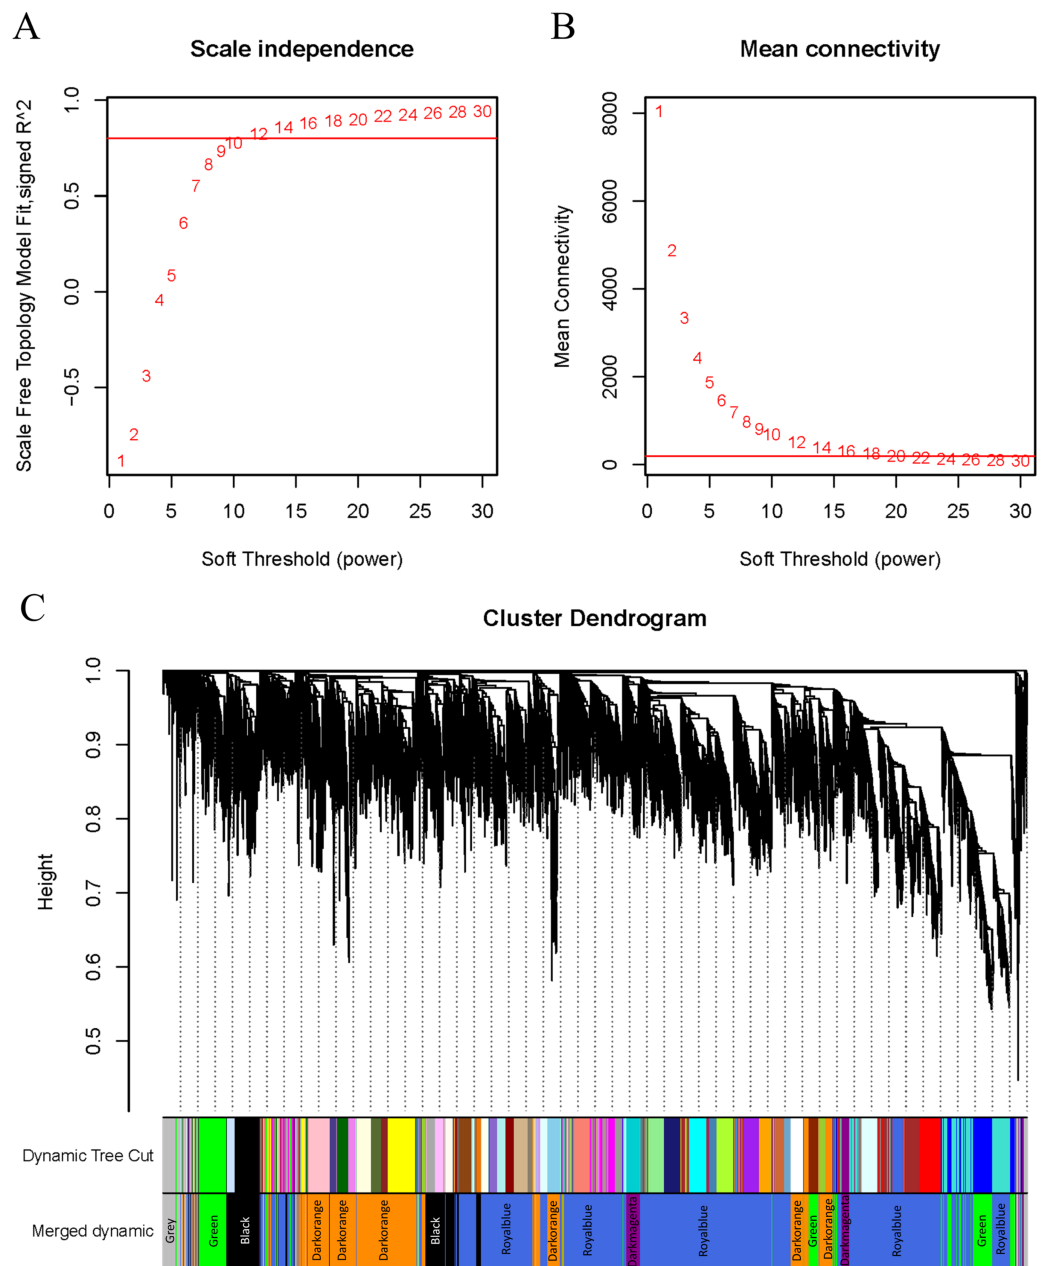 A
Scale independence
Scale Free Topology Model Fit,signed R^2
1.0
0.5
0.0
−0.5
1 2 3 4 5 6 7 8 9 10 12 14 16 18 20 22 24 26 28 30
0 5 10 15 20 25 30
Soft Threshold (power)
B
Mean connectivity
Mean Connectivity
8000
6000
4000
2000
0
1 2 3 4 5 6 7 8 9 10 12 14 16 18 20 22 24 26 28 30
0 5 10 15 20 25 30
Soft Threshold (power)
C
Cluster Dendrogram
Height
1.0
0.9
0.8
0.7
0.6
0.5
Dynamic Tree Cut
Merged dynamic
Grey Green Black Darkorange Darkorange Darkorange Black Royalblue Darkorange Royalblue Darkmagenta Royalblue Darkorange Green Darkorange Darkmagenta Royalblue Green Royalblue